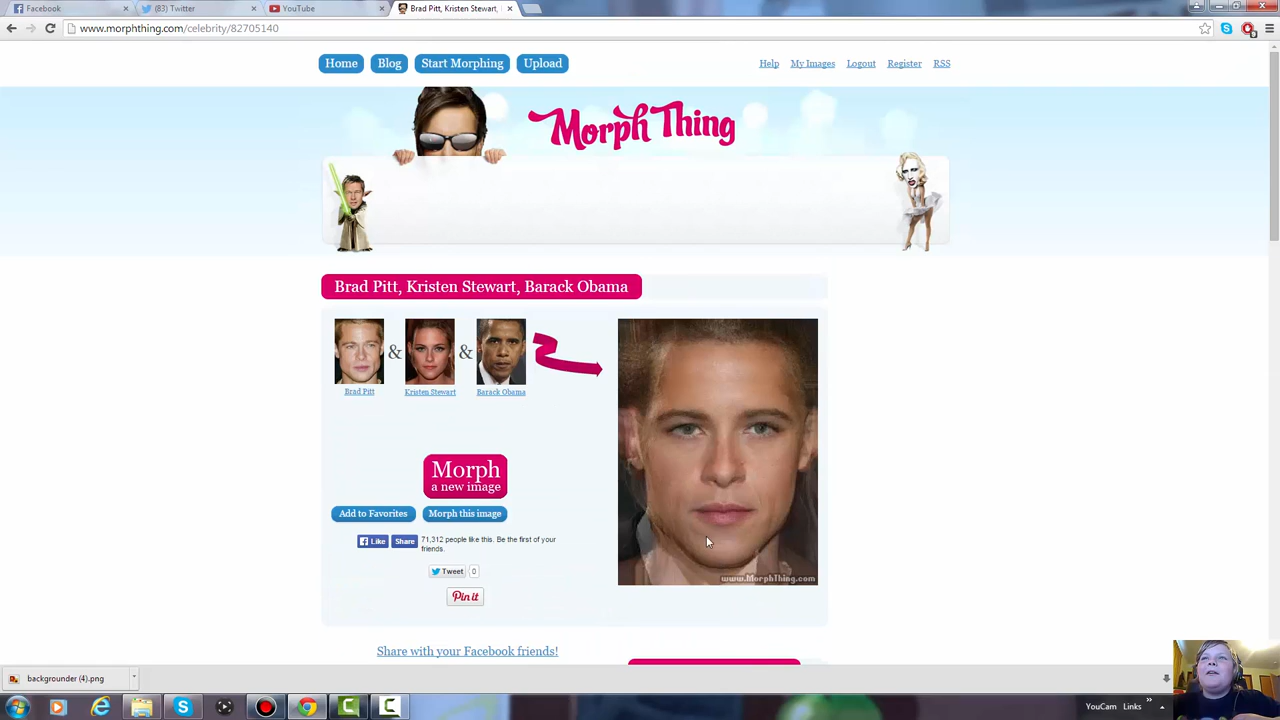 Facebook
(83) Twitter
YouTube
Brad Pitt, Kristen Stewart,
www.morphthing.com/celebrity/82705140
Home
Blog
Start Morphing
Upload
Help
My Images
Logout
Register
RSS
Morph Thing
Brad Pitt, Kristen Stewart, Barack Obama
& &
Brad Pitt
Kristen Stewart
Barack Obama
Morph
a new image
Add to Favorites
Morph this image
Like
Share
71,312 people like this. Be the first of your
friends.
Tweet
0
Pin it
www.MorphThing.com
Share with your Facebook friends!
backgrounder (4).png
YouCam
Links